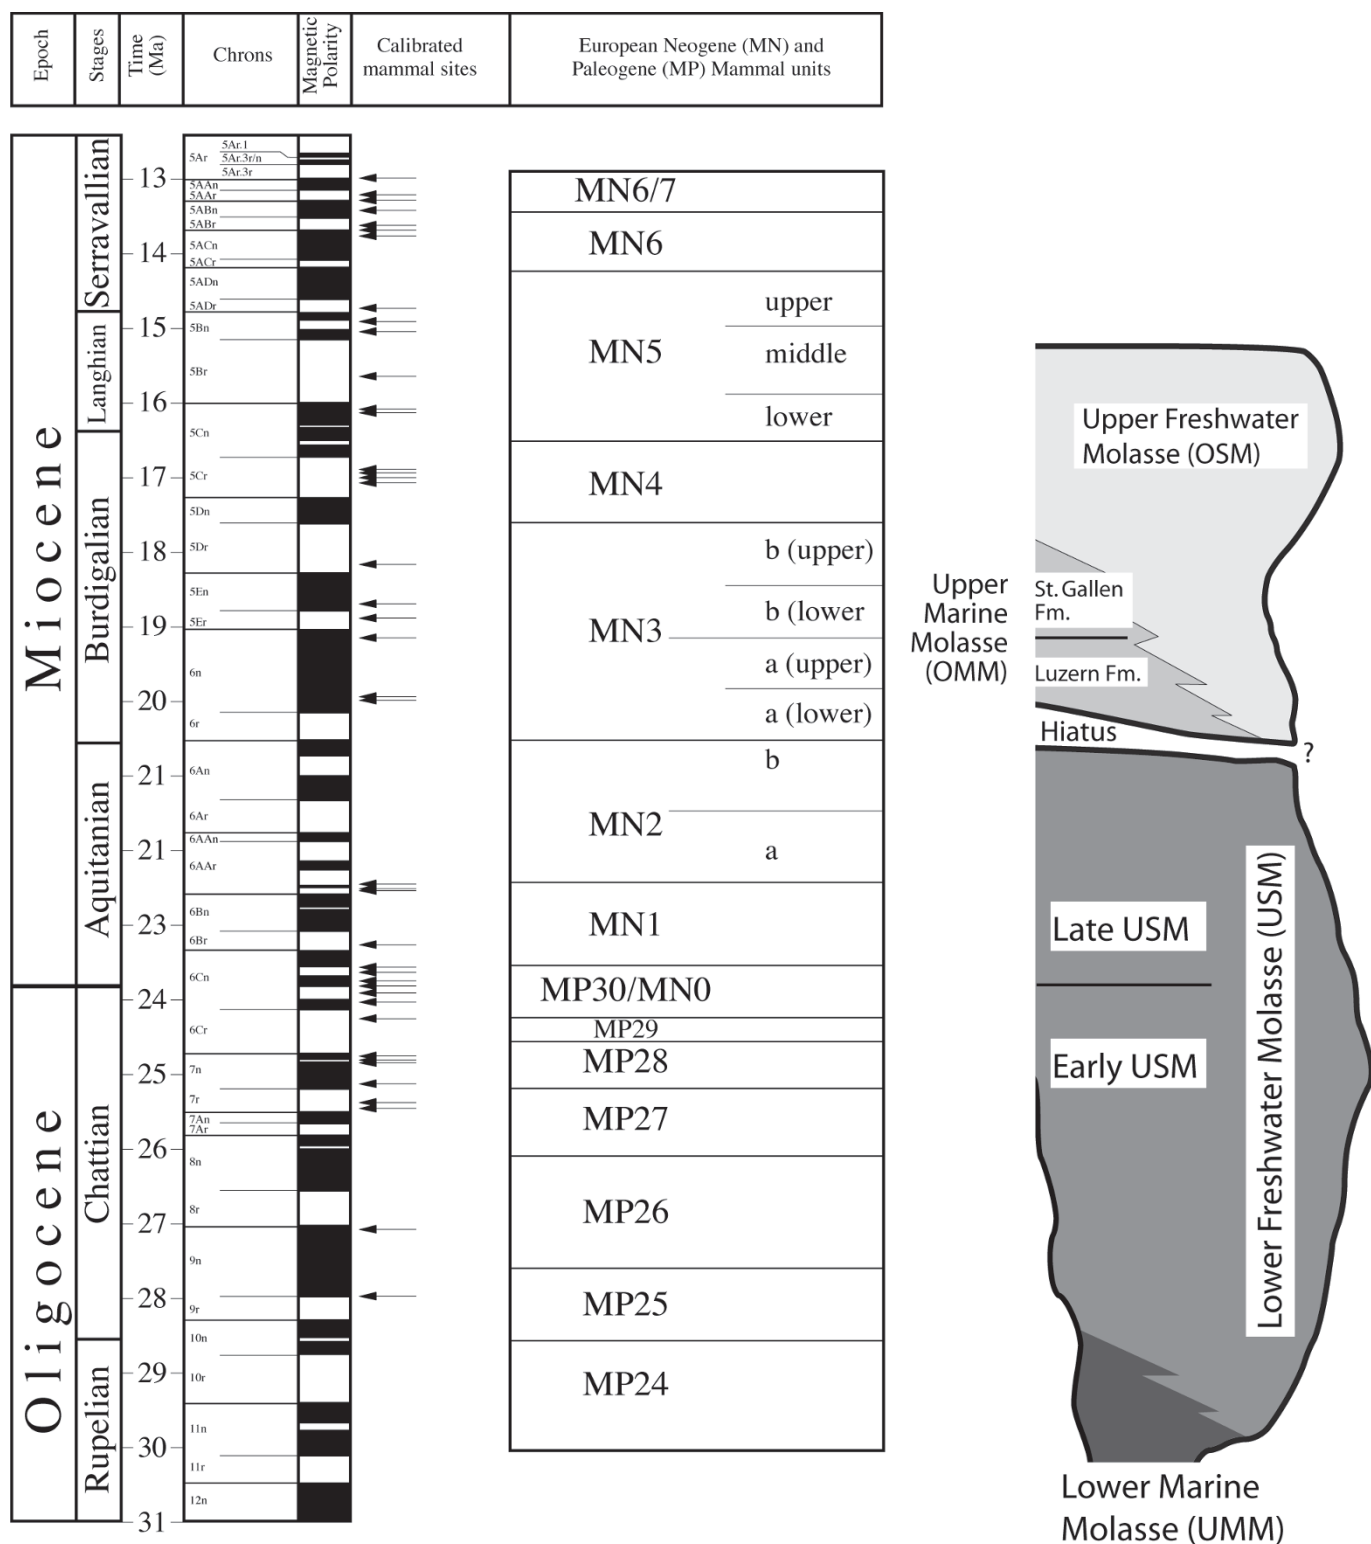 Epoch
Stages
Time
(Ma)
Chrons
Magnetic
Polarity
Calibrated
mammal sites
European Neogene (MN) and
Paleogene (MP) Mammal units
Miocene
Oligocene
Serravallian
Langhian
Burdigalian
Aquitanian
Chattian
Rupelian
13
14
15
16
17
18
19
20
21
21
23
24
25
26
27
28
29
30
31
5Ar
5Ar.1
5Ar.3r/n
5Ar.3r
5AAn
5AAr
5ABn
5ABr
5ACn
5ACr
5ADn
5ADr
5Bn
5Br
5Cn
5Cr
5Dn
5Dr
5En
5Er
6n
6r
6An
6Ar
6AAn
6AAr
6Bn
6Br
6Cn
6Cr
7n
7r
7An
7Ar
8n
8r
9n
9r
10n
10r
11n
11r
12n
MN6/7
MN6
MN5
upper
middle
lower
MN4
MN3
b (upper)
b (lower
a (upper)
a (lower)
MN2
b
a
MN1
MP30/MN0
MP29
MP28
MP27
MP26
MP25
MP24
Upper Freshwater
Molasse (OSM)
Upper
Marine
Molasse
(OMM)
St. Gallen
Fm.
Luzern Fm.
Hiatus
?
Late USM
Early USM
Lower Freshwater Molasse (USM)
Lower Marine
Molasse (UMM)